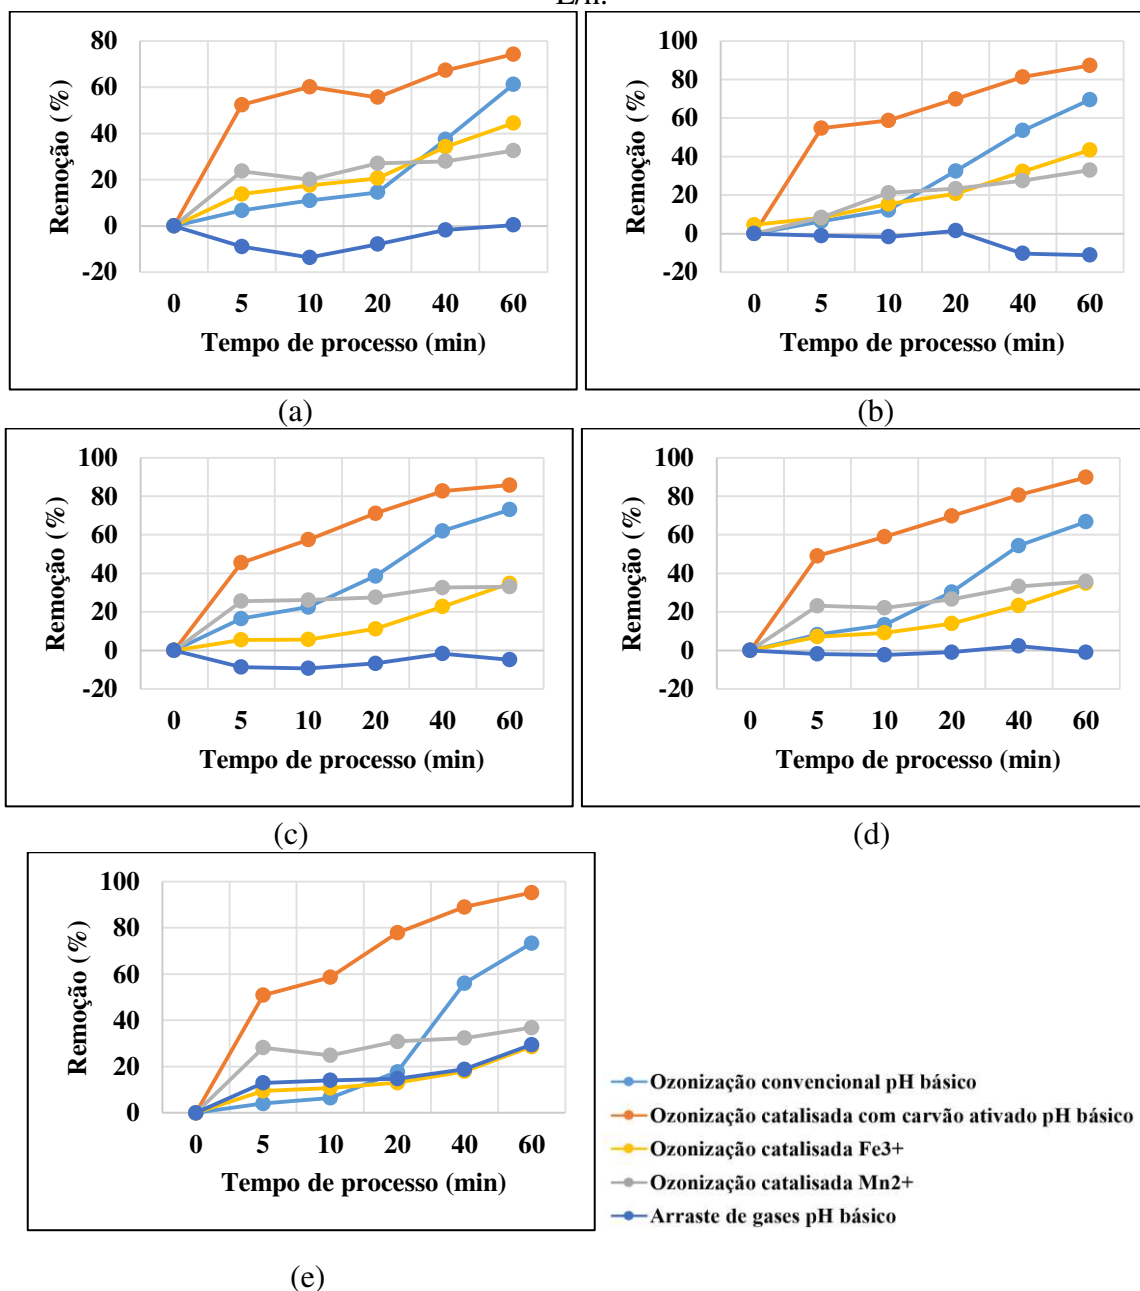 L/h.
80
60
40
20
0
-20
Remoção (%)
0 5 10 20 40 60
Tempo de processo (min)
(a)
100
80
60
40
20
0
-20
Remoção (%)
0 5 10 20 40 60
Tempo de processo (min)
(b)
100
80
60
40
20
0
-20
Remoção (%)
0 5 10 20 40 60
Tempo de processo (min)
(c)
100
80
60
40
20
0
-20
Remoção (%)
0 5 10 20 40 60
Tempo de processo (min)
(d)
100
80
60
40
20
0
Remoção (%)
0 5 10 20 40 60
Tempo de processo (min)
(e)
Ozonização convencional pH básico
Ozonização catalisada com carvão ativado pH básico
Ozonização catalisada Fe3+
Ozonização catalisada Mn2+
Arraste de gases pH básico